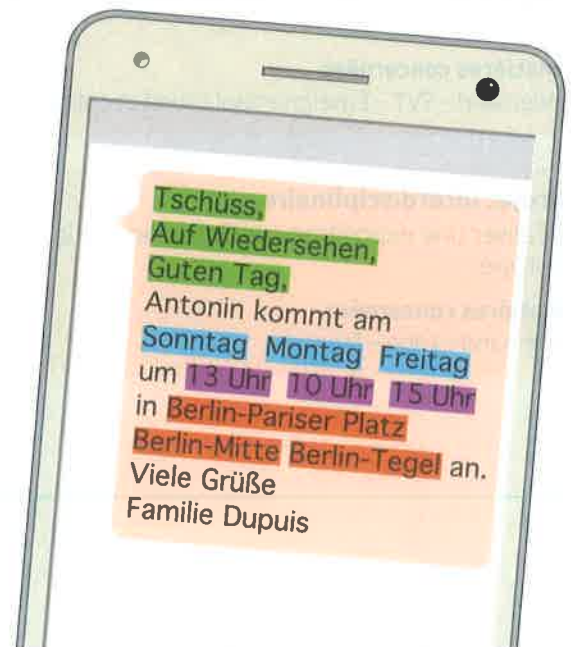 Tschüss,
Auf Wiedersehen,
Guten Tag,
Antonin kommt am
Sonntag Montag Freitag
um 13 Uhr 10 Uhr 15 Uhr
in Berlin-Pariser Platz
Berlin-Mitte Berlin-Tegel an.
Viele Grüße
Familie Dupuis